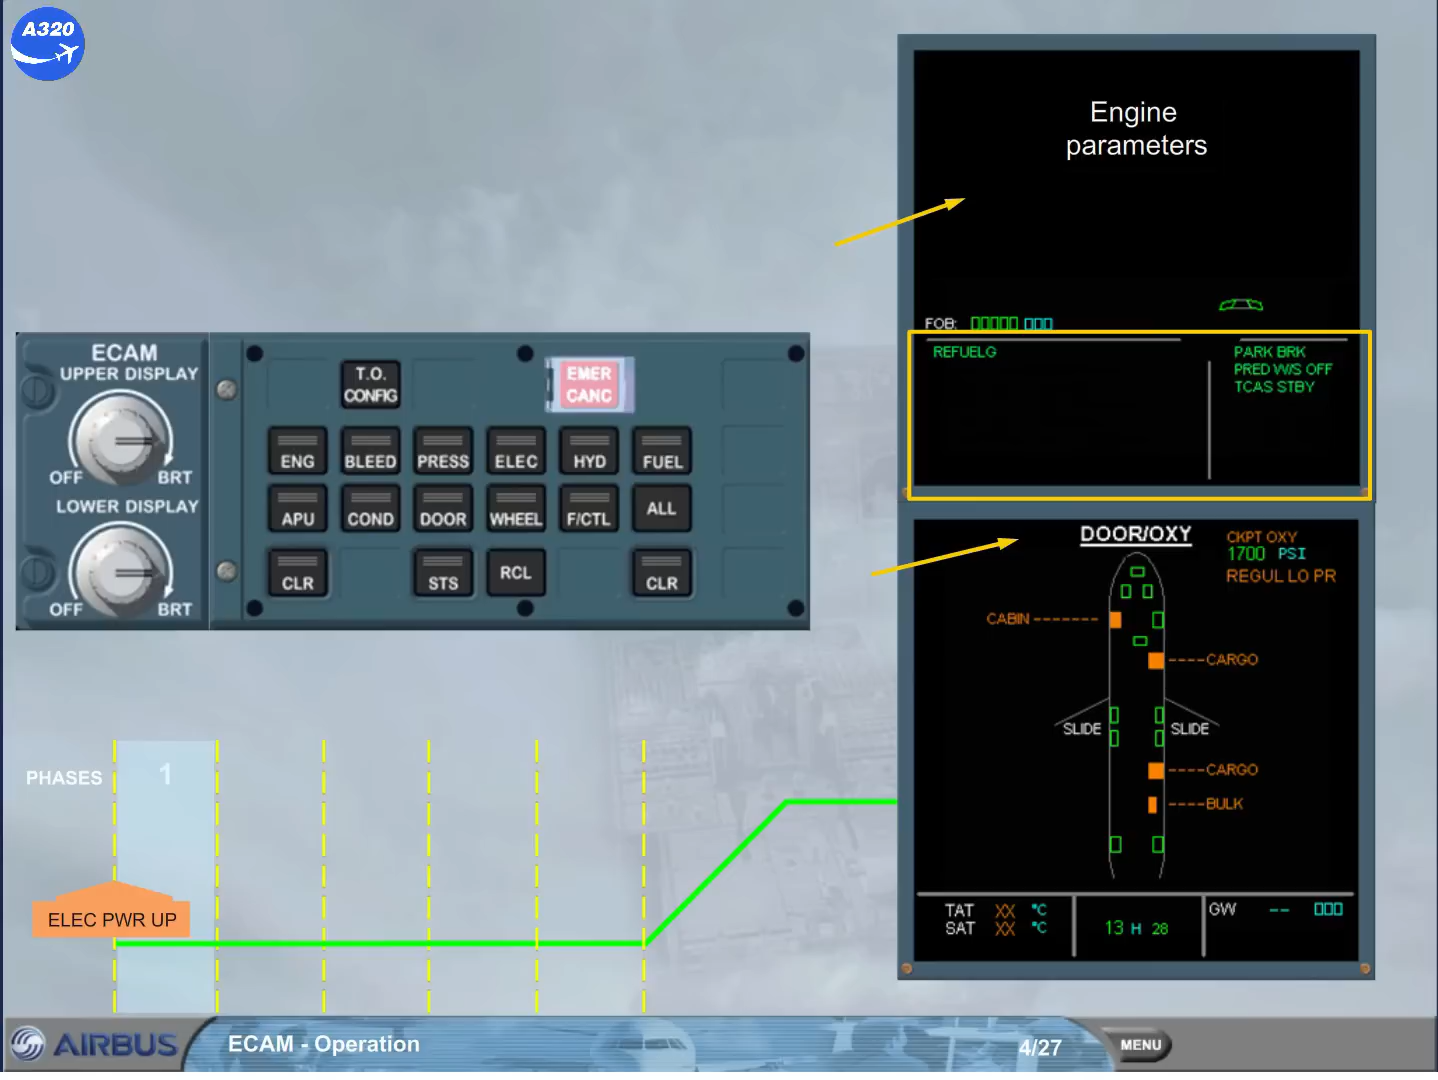 A320
Engine
parameters
FOB:
REFUELG
PARK BRK
PRED W/S OFF
TCAS STBY
ECAM
UPPER DISPLAY
OFF
BRT
LOWER DISPLAY
OFF
BRT
T.O.
CONFIG
EMER
CANC
ENG
BLEED
PRESS
ELEC
HYD
FUEL
APU
COND
DOOR
WHEEL
F/CTL
ALL
CLR
STS
RCL
CLR
DOOR/OXY
CKPT OXY
1700 PSI
REGUL LO PR
CABIN
CARGO
SLIDE
SLIDE
CARGO
BULK
TAT XX °C
SAT XX °C
13 H 28
GW --
PHASES
1
ELEC PWR UP
AIRBUS
ECAM - Operation
4/27
MENU